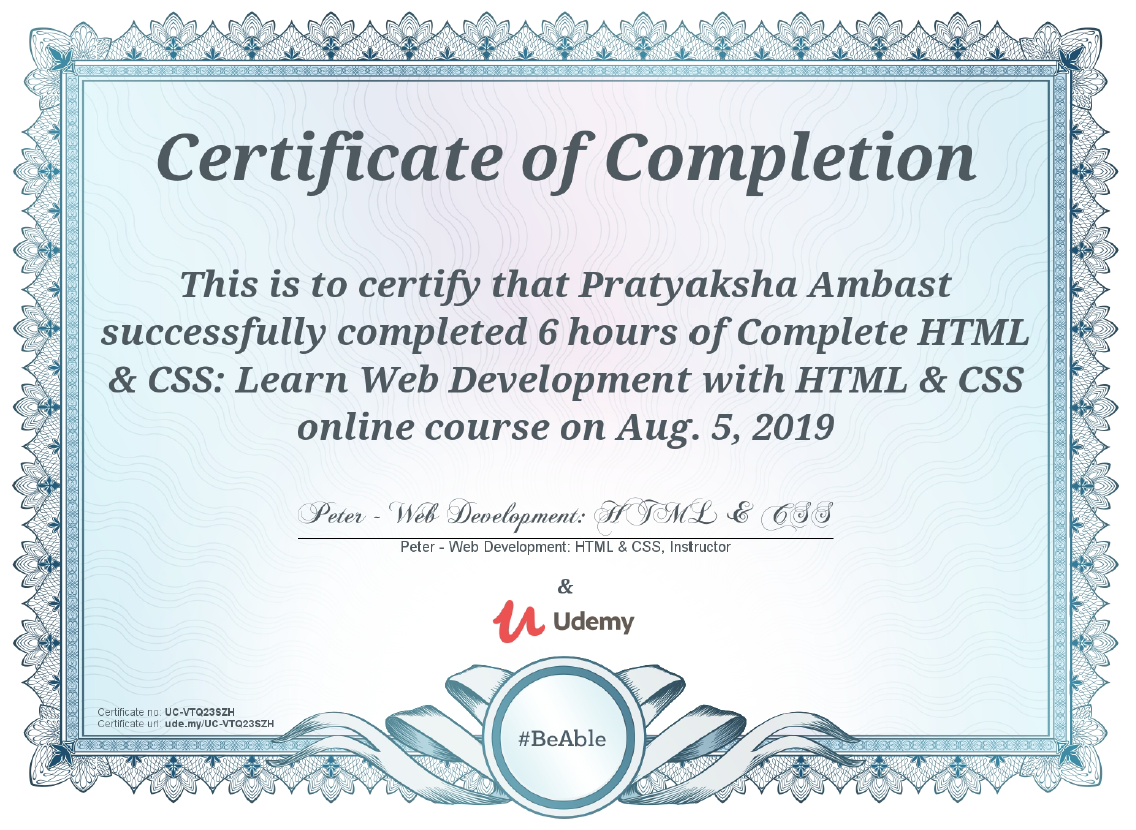 Certificate of Completion
This is to certify that Pratyaksha Ambast
successfully completed 6 hours of Complete HTML
& CSS: Learn Web Development with HTML & CSS
online course on Aug. 5, 2019
Peter - Web Development: HTML & CSS
Peter - Web Development: HTML & CSS, Instructor
&
Udemy
Certificate no: UC-VTQ23SZH
Certificate url: ude.my/UC-VTQ23SZH
#BeAble